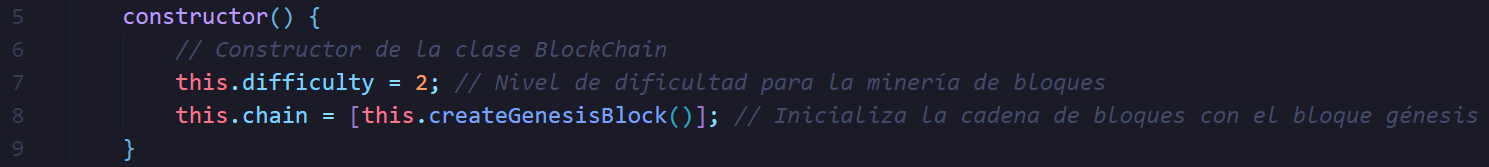 5 constructor() {
6 // Constructor de la clase BlockChain
7 this.difficulty = 2; // Nivel de dificultad para la minería de bloques
8 this.chain = [this.createGenesisBlock()]; // Inicializa la cadena de bloques con el bloque génesis
9 }